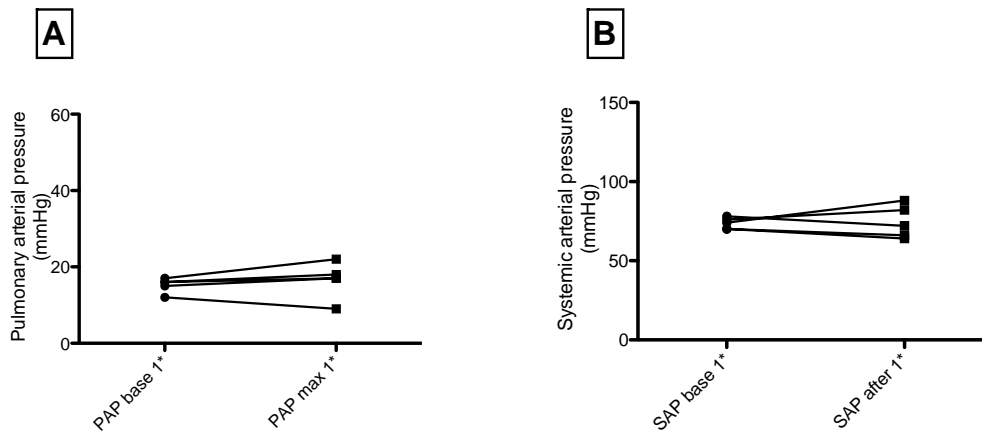 A
Pulmonary arterial pressure
(mmHg)
60
40
20
0
PAP base 1*
PAP max 1*
B
Systemic arterial pressure
(mmHg)
150
100
50
0
SAP base 1*
SAP after 1*